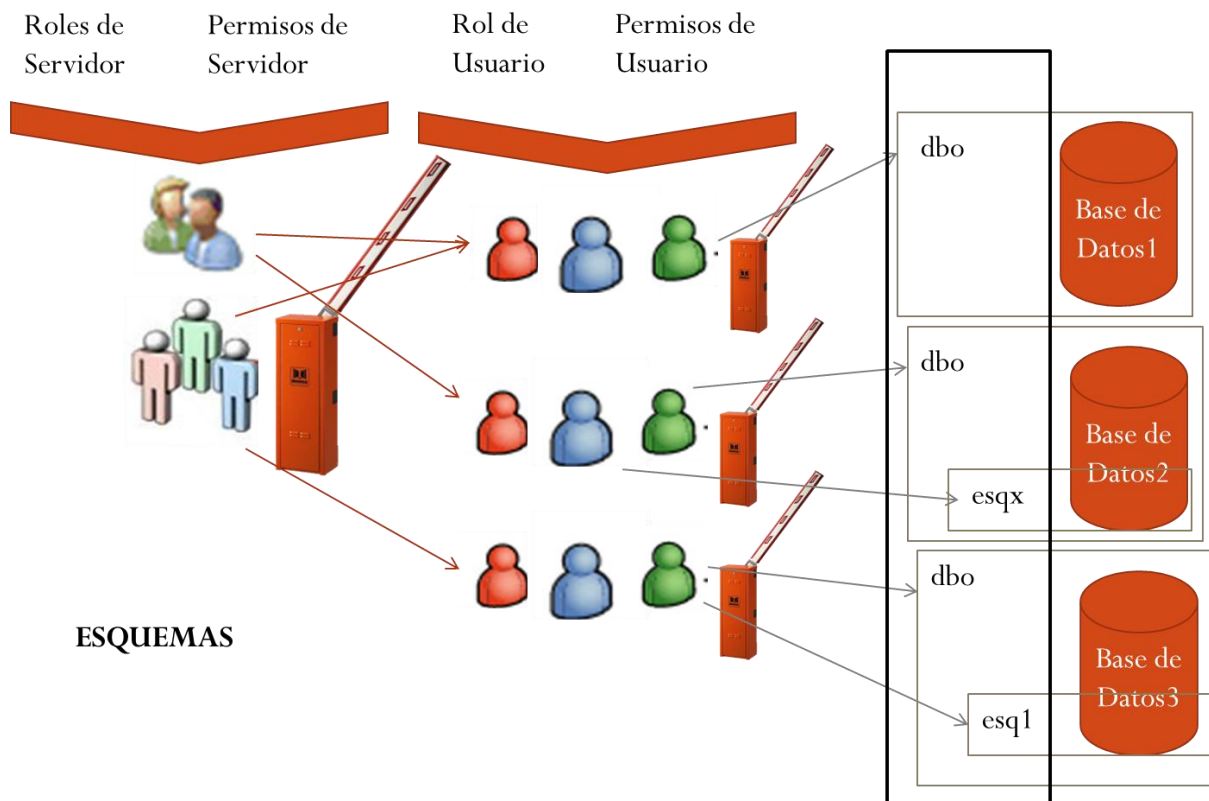 Roles de
Servidor
Permisos de
Servidor
Rol de
Usuario
Permisos de
Usuario
dbo
Base de
Datos1
dbo
Base de
Datos2
esqx
dbo
Base de
Datos3
esq1
ESQUEMAS